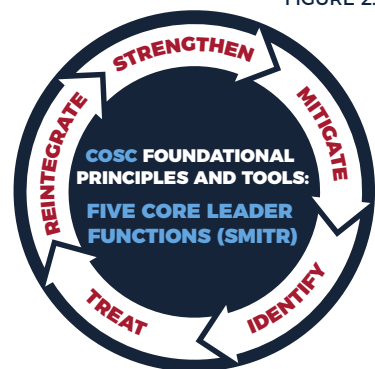 FIGURE 2.
STRENGTHEN
MITIGATE
IDENTIFY
TREAT
REINTEGRATE
COSC FOUNDATIONAL
PRINCIPLES AND TOOLS:
FIVE CORE LEADER
FUNCTIONS (SMITR)